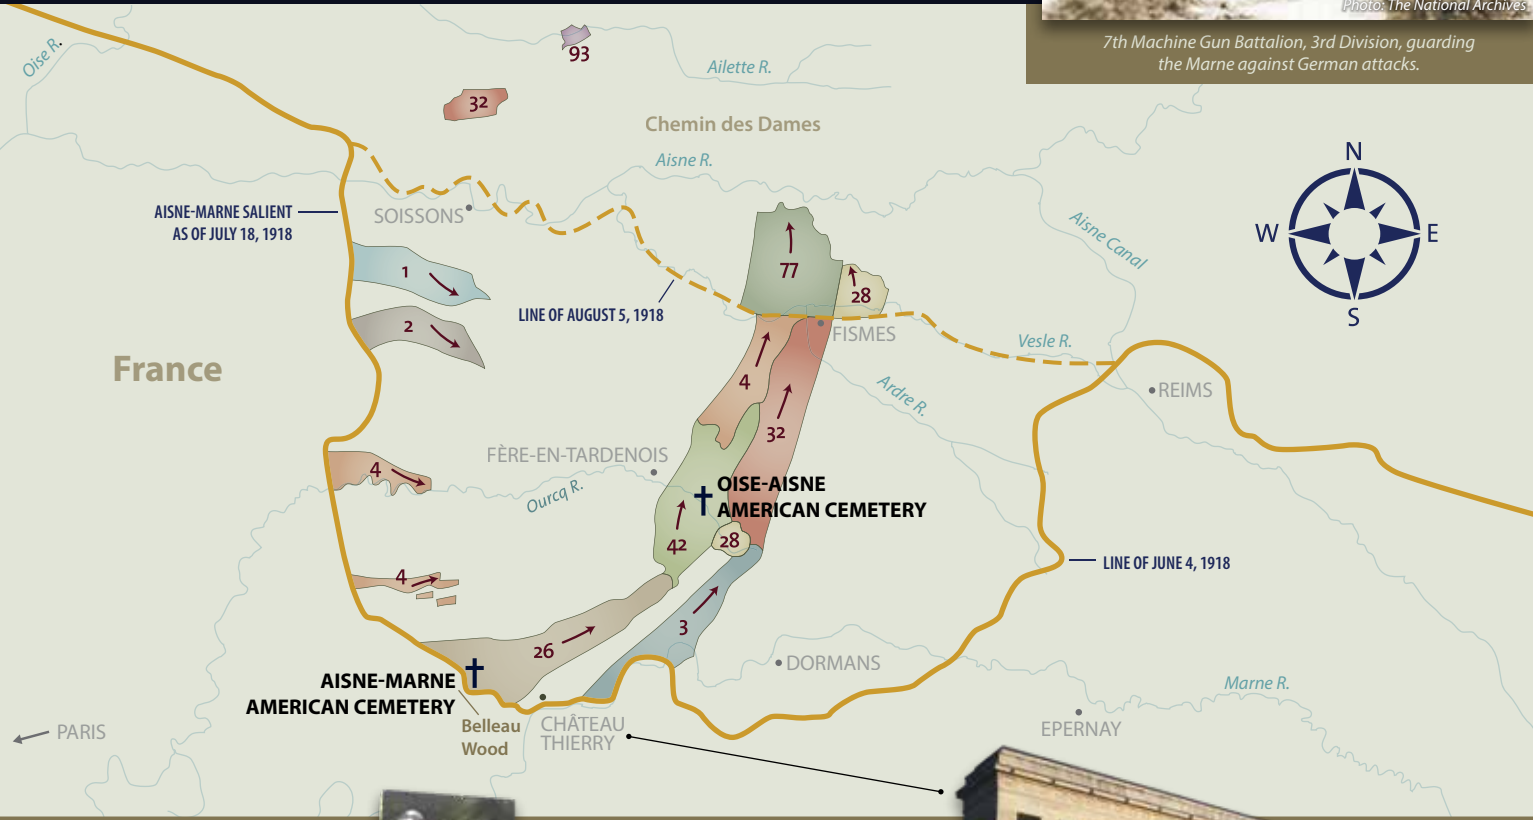 Photo: The National Archives
7th Machine Gun Battalion, 3rd Division, guarding
the Marne against German attacks.
Oise R.
93
Ailette R.
32
Chemin des Dames
Aisne R.
N
W
E
S
AISNE-MARNE SALIENT
AS OF JULY 18, 1918
SOISSONS
Aisne Canal
1
77
28
2
LINE OF AUGUST 5, 1918
FISMES
Vesle R.
France
4
Ardre R.
REIMS
32
FÈRE-EN-TARDENOIS
4
Ourcq R.
OISE-AISNE
AMERICAN CEMETERY
42
28
LINE OF JUNE 4, 1918
4
3
26
DORMANS
AISNE-MARNE
AMERICAN CEMETERY
Marne R.
Belleau
Wood
CHÂTEAU
THIERRY
EPERNAY
PARIS